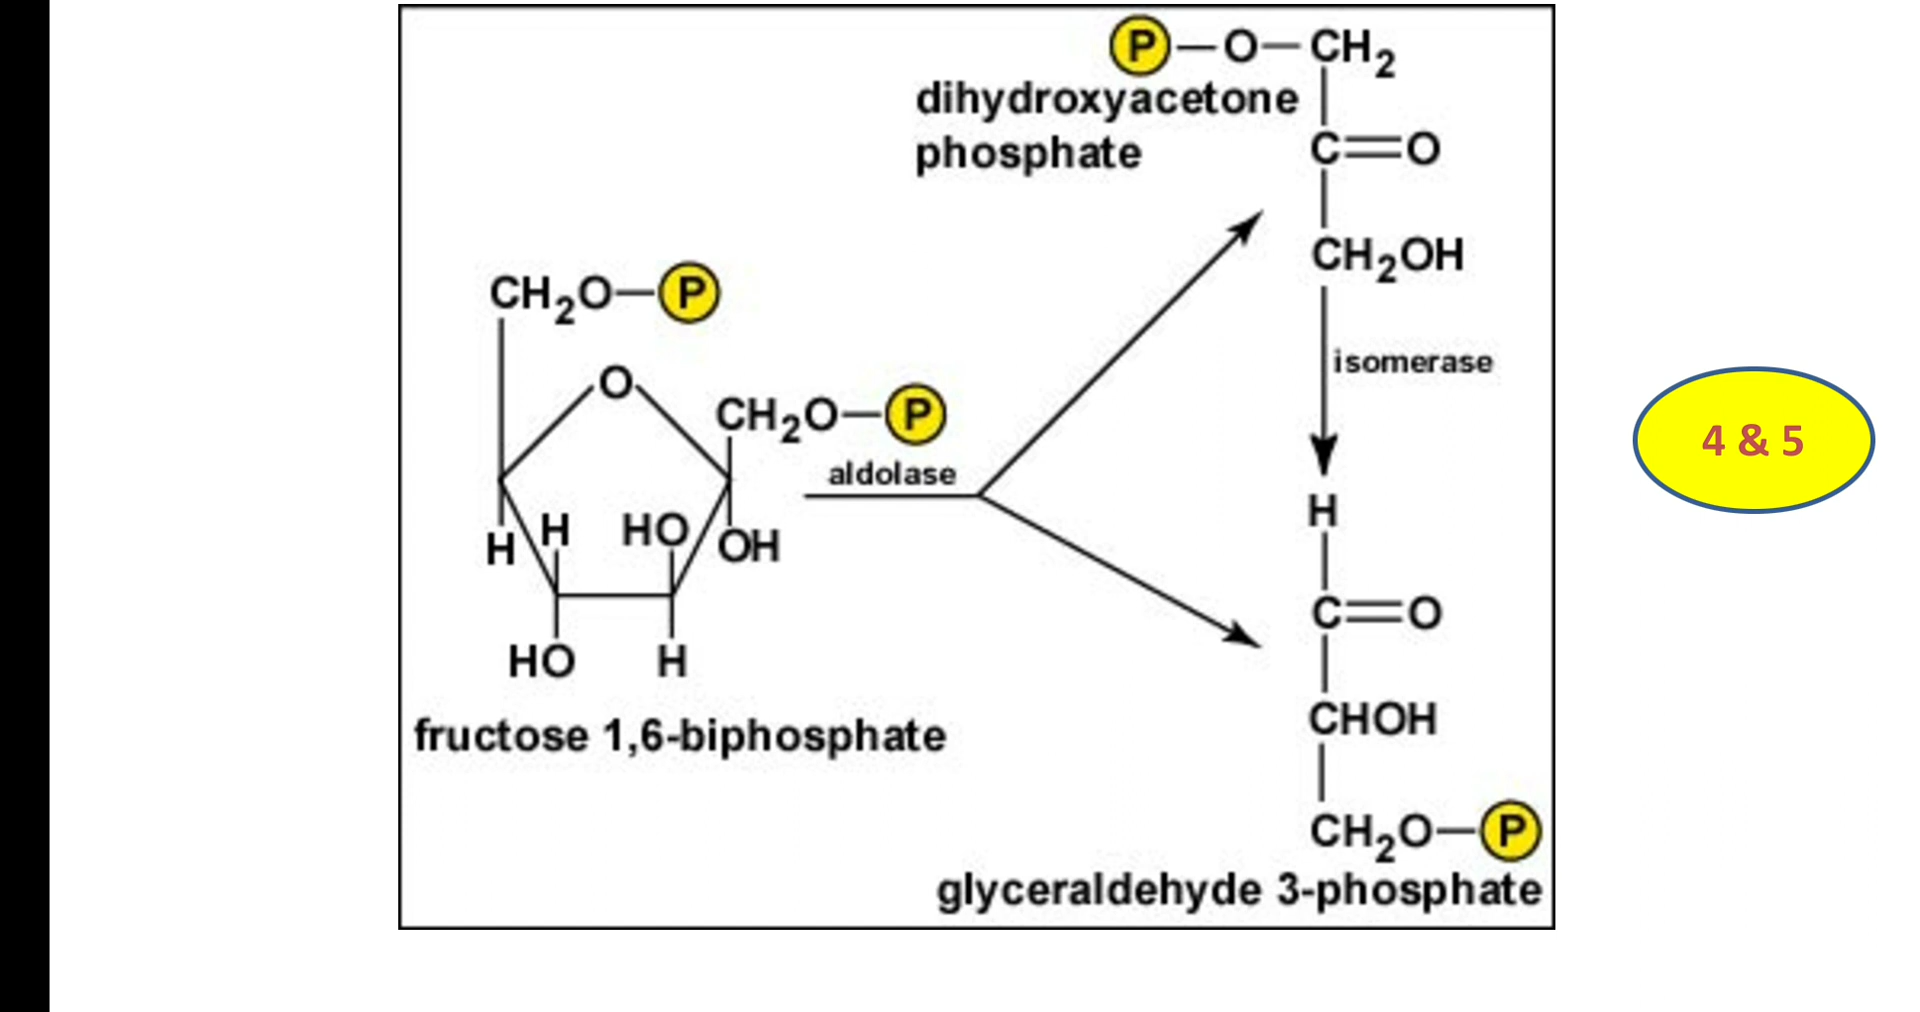 P–O–CH2
dihydroxyacetone
phosphate
C=O
CH2OH
isomerase
CH2O–P
O
CH2O–P
aldolase
H
H
HO
OH
HO
H
fructose 1,6-biphosphate
H
C=O
CHOH
CH2O–P
glyceraldehyde 3-phosphate
4 & 5